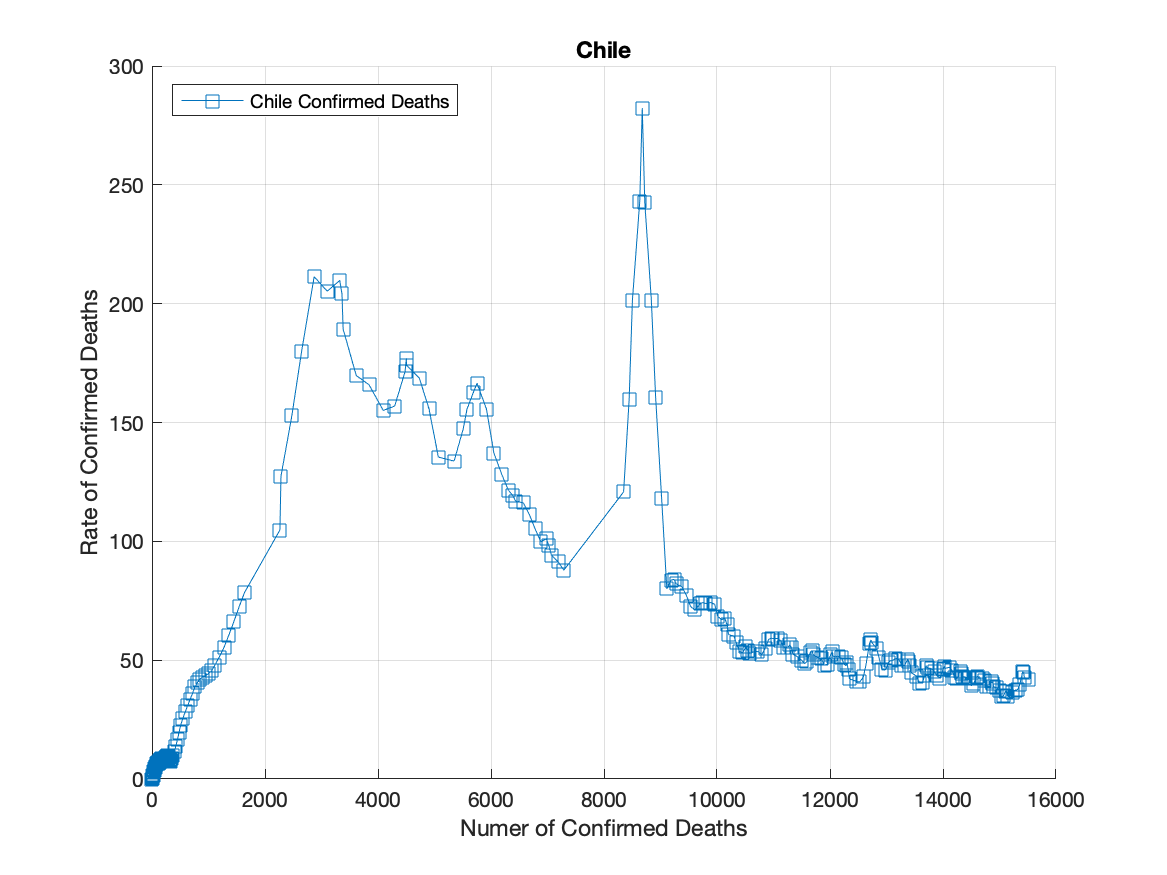 Chile
300
Chile Confirmed Deaths
250
200
150
100
50
0
Rate of Confirmed Deaths
0 2000 4000 6000 8000 10000 12000 14000 16000
Numer of Confirmed Deaths